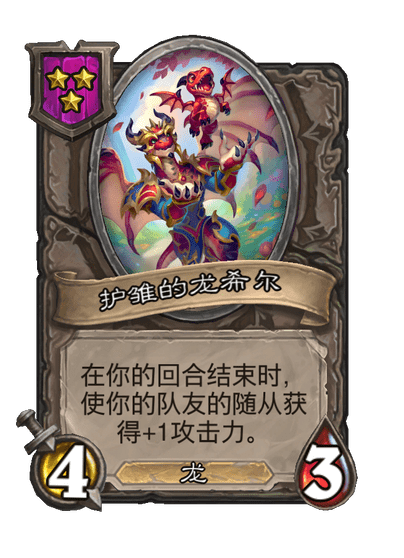 护雏的龙希尔
在你的回合结束时，
使你的队友的随从获
得+1攻击力。
4
龙
3